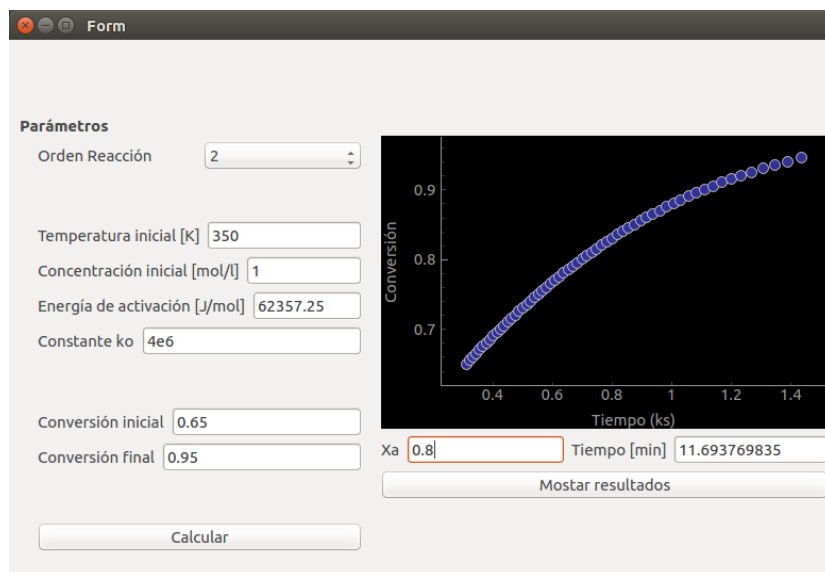 Form
Parámetros
Orden Reacción 2
Temperatura inicial [K] 350
Concentración inicial [mol/l] 1
Energía de activación [J/mol] 62357.25
Constante ko 4e6
Conversión inicial 0.65
Conversión final 0.95
Calcular
Conversión
0.9
0.8
0.7
0.4 0.6 0.8 1 1.2 1.4
Tiempo (ks)
Xa 0.8 Tiempo [min] 11.693769835
Mostar resultados